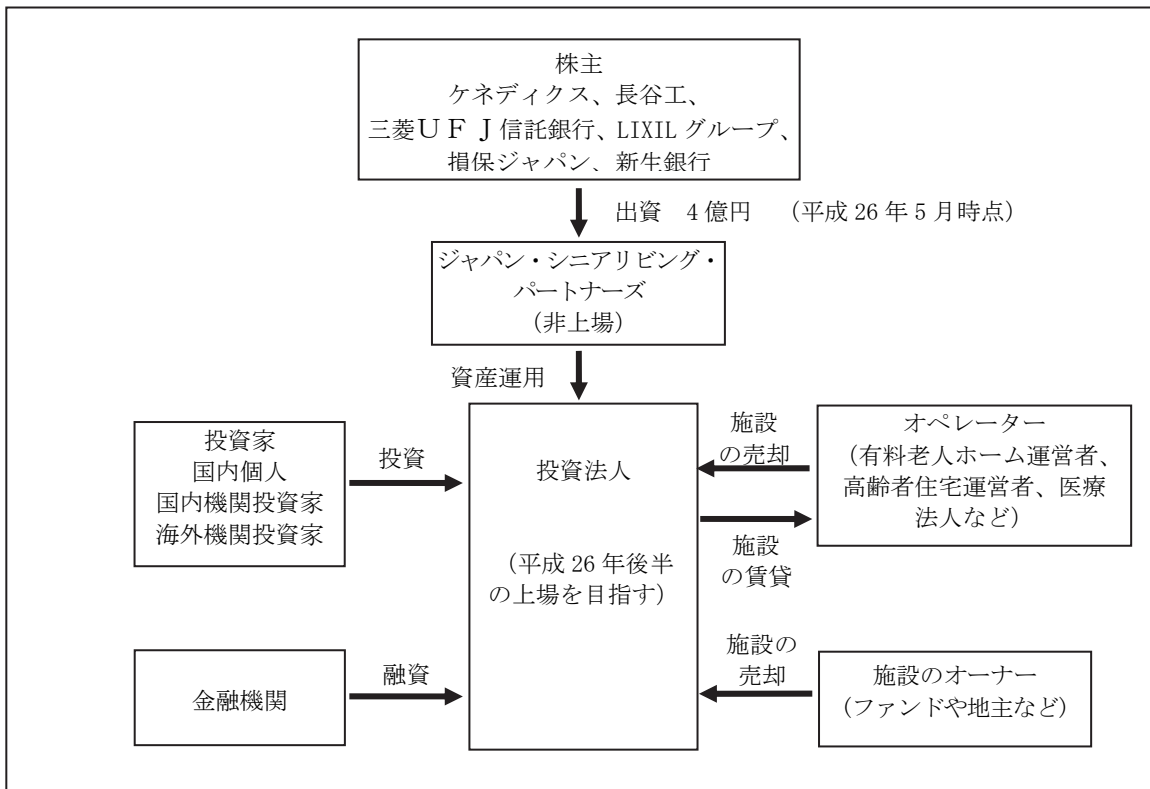 株主
ケネディクス、長谷工、
三菱ＵＦＪ信託銀行、LIXIL グループ、
損保ジャパン、新生銀行
出資　4 億円　（平成 26 年 5 月時点）
ジャパン・シニアリビング・
パートナーズ
（非上場）
資産運用
投資家
国内個人
国内機関投資家
海外機関投資家
投資
投資法人
（平成 26 年後半
の上場を目指す）
施設
の売却
オペレーター
（有料老人ホーム運営者、
高齢者住宅運営者、医療
法人など）
施設
の賃貸
金融機関
融資
施設の
売却
施設のオーナー
（ファンドや地主など）